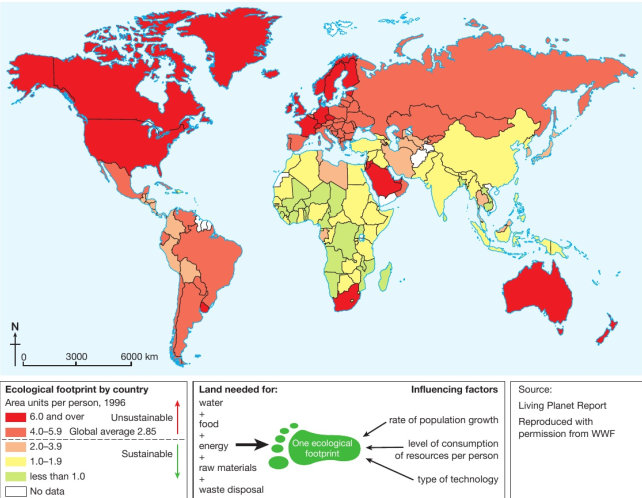 N
0 3000 6000 km
Ecological footprint by country
Area units per person, 1996
6.0 and over Unsustainable
4.0–5.9 Global average 2.85
2.0–3.9
1.0–1.9 Sustainable
less than 1.0
No data
Land needed for:
water
+
food
+
energy
+
raw materials
+
waste disposal
One ecological
footprint
Influencing factors
rate of population growth
level of consumption
of resources per person
type of technology
Source:
Living Planet Report
Reproduced with
permission from WWF